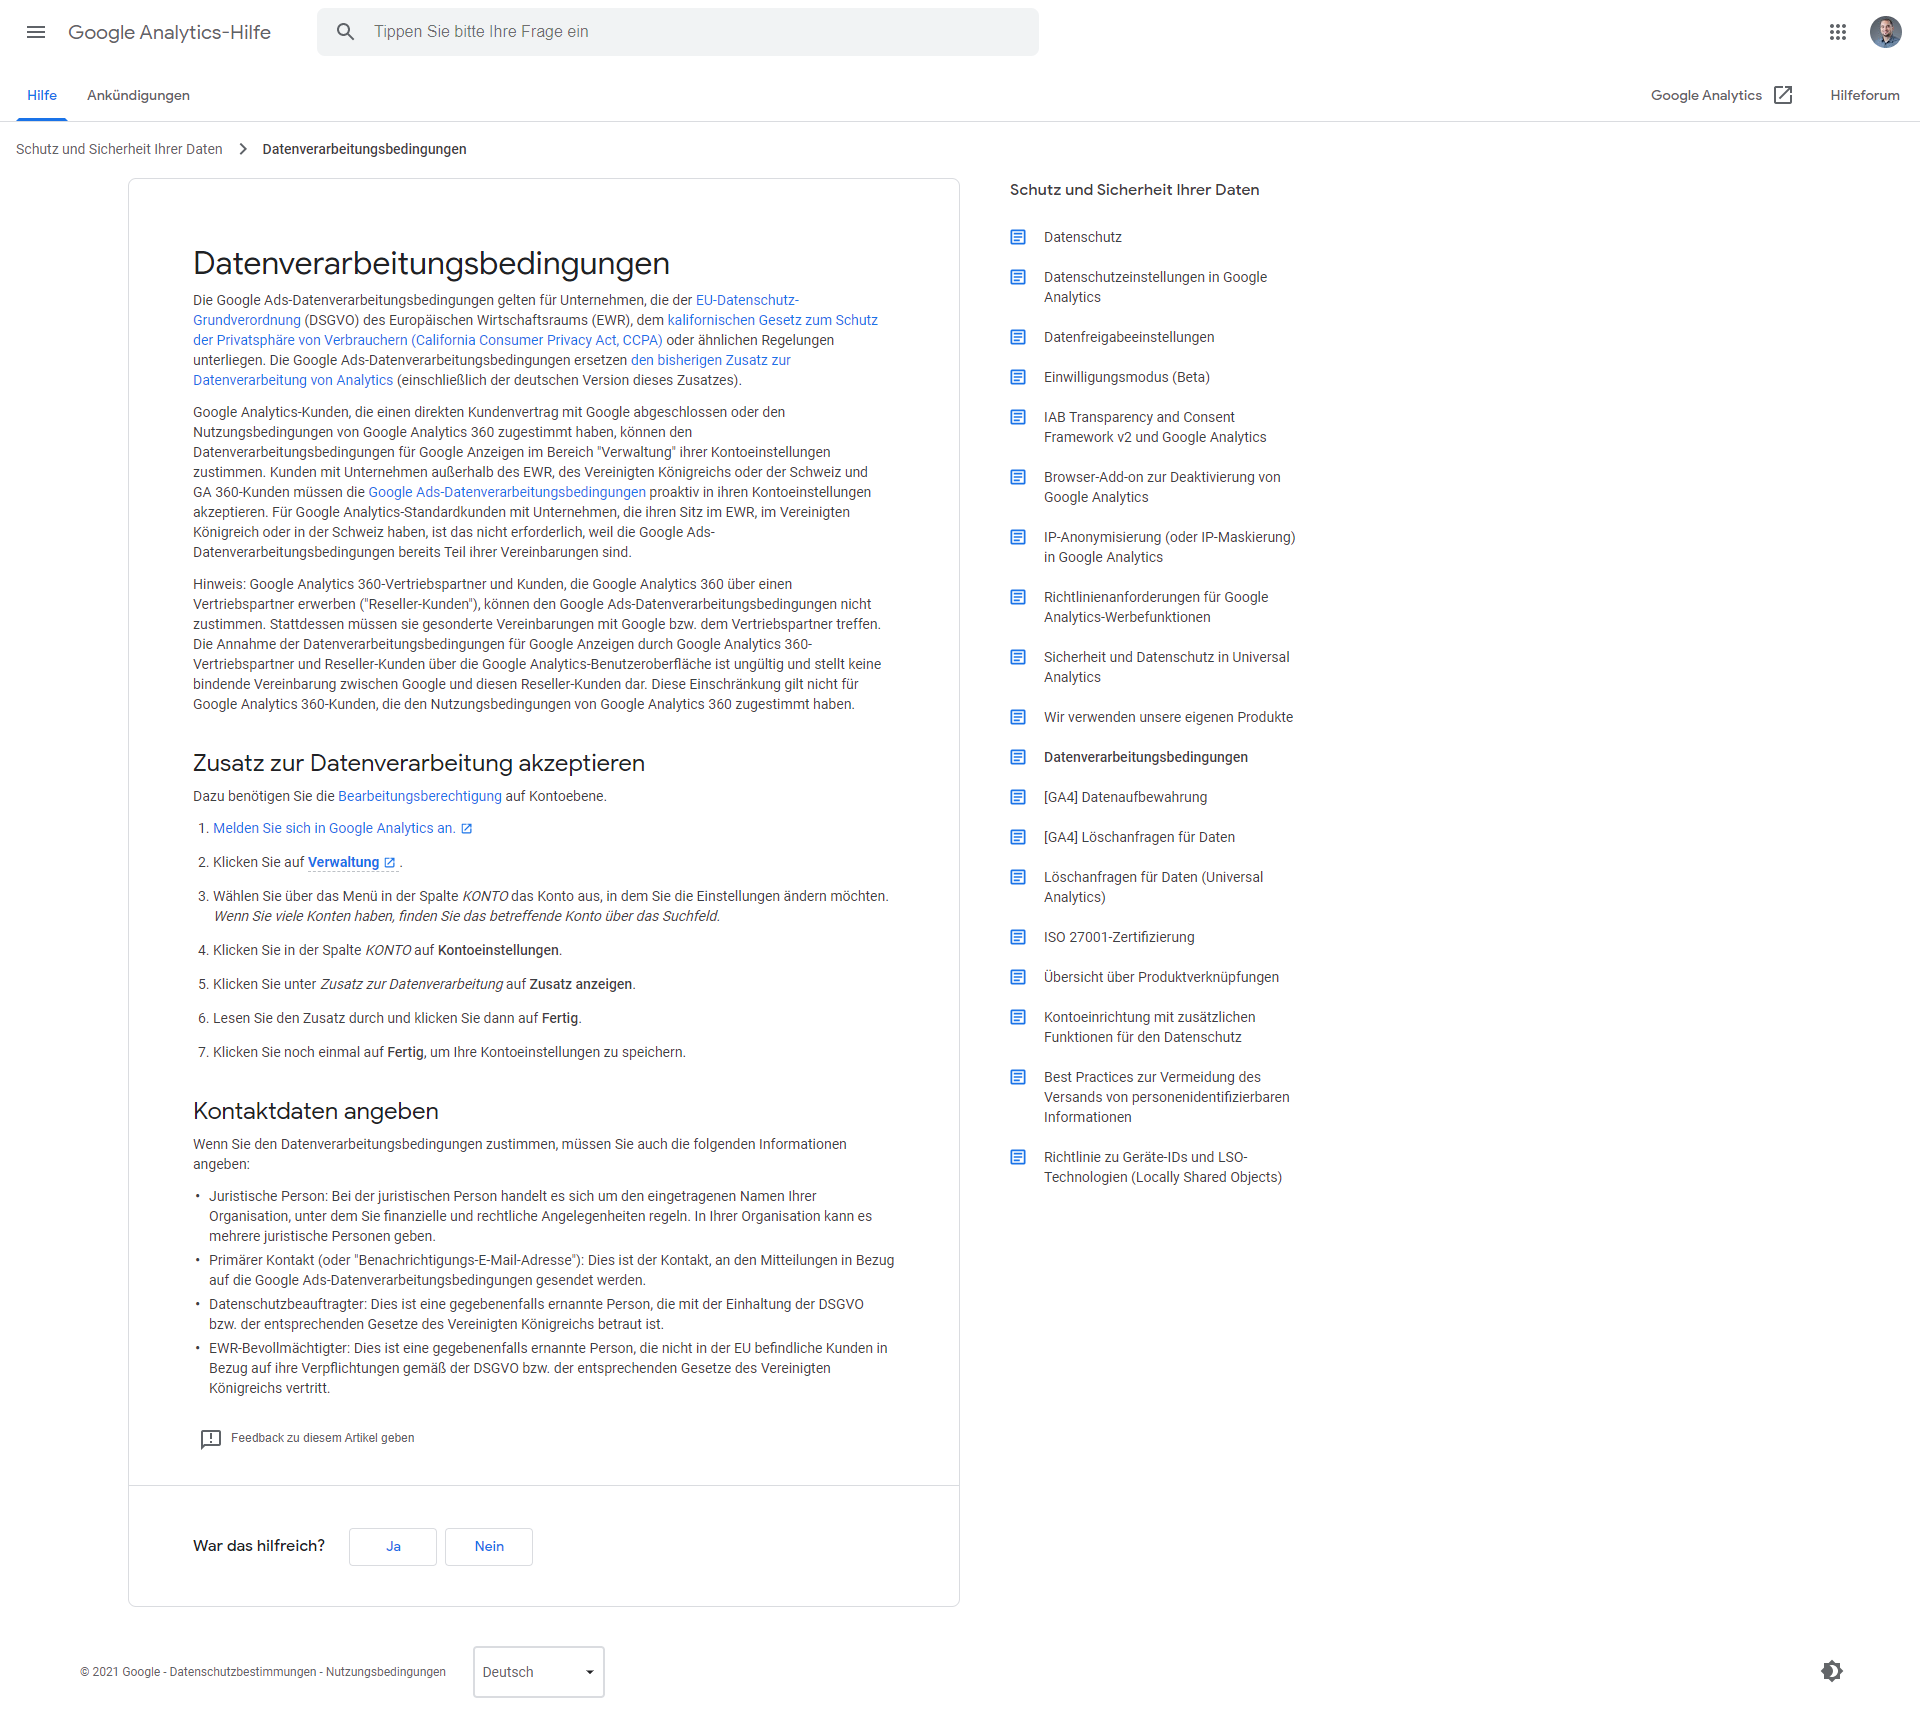 Google Analytics-Hilfe
Tippen Sie bitte Ihre Frage ein
Hilfe
Ankündigungen
Google Analytics
Hilfeforum
Schutz und Sicherheit Ihrer Daten
Datenverarbeitungsbedingungen
Datenverarbeitungsbedingungen
Die Google Ads-Datenverarbeitungsbedingungen gelten für Unternehmen, die der EU-Datenschutz-
Grundverordnung (DSGVO) des Europäischen Wirtschaftsraums (EWR), dem kalifornischen Gesetz zum Schutz
der Privatsphäre von Verbrauchern (California Consumer Privacy Act, CCPA) oder ähnlichen Regelungen
unterliegen. Die Google Ads-Datenverarbeitungsbedingungen ersetzen den bisherigen Zusatz zur
Datenverarbeitung von Analytics (einschließlich der deutschen Version dieses Zusatzes).
Google Analytics-Kunden, die einen direkten Kundenvertrag mit Google abgeschlossen oder den
Nutzungsbedingungen von Google Analytics 360 zugestimmt haben, können den
Datenverarbeitungsbedingungen für Google Anzeigen im Bereich "Verwaltung" ihrer Kontoeinstellungen
zustimmen. Kunden mit Unternehmen außerhalb des EWR, des Vereinigten Königreichs oder der Schweiz und
GA 360-Kunden müssen die Google Ads-Datenverarbeitungsbedingungen proaktiv in ihren Kontoeinstellungen
akzeptieren. Für Google Analytics-Standardkunden mit Unternehmen, die ihren Sitz im EWR, im Vereinigten
Königreich oder in der Schweiz haben, ist das nicht erforderlich, weil die Google Ads-
Datenverarbeitungsbedingungen bereits Teil ihrer Vereinbarungen sind.
Hinweis: Google Analytics 360-Vertriebspartner und Kunden, die Google Analytics 360 über einen
Vertriebspartner erwerben ("Reseller-Kunden"), können den Google Ads-Datenverarbeitungsbedingungen nicht
zustimmen. Stattdessen müssen sie gesonderte Vereinbarungen mit Google bzw. dem Vertriebspartner treffen.
Die Annahme der Datenverarbeitungsbedingungen für Google Anzeigen durch Google Analytics 360-
Vertriebspartner und Reseller-Kunden über die Google Analytics-Benutzeroberfläche ist ungültig und stellt keine
bindende Vereinbarung zwischen Google und diesen Reseller-Kunden dar. Diese Einschränkung gilt nicht für
Google Analytics 360-Kunden, die den Nutzungsbedingungen von Google Analytics 360 zugestimmt haben.
Zusatz zur Datenverarbeitung akzeptieren
Dazu benötigen Sie die Bearbeitungsberechtigung auf Kontoebene.
1. Melden Sie sich in Google Analytics an.
2. Klicken Sie auf Verwaltung .
3. Wählen Sie über das Menü in der Spalte KONTO das Konto aus, in dem Sie die Einstellungen ändern möchten.
Wenn Sie viele Konten haben, finden Sie das betreffende Konto über das Suchfeld.
4. Klicken Sie in der Spalte KONTO auf Kontoeinstellungen.
5. Klicken Sie unter Zusatz zur Datenverarbeitung auf Zusatz anzeigen.
6. Lesen Sie den Zusatz durch und klicken Sie dann auf Fertig.
7. Klicken Sie noch einmal auf Fertig, um Ihre Kontoeinstellungen zu speichern.
Kontaktdaten angeben
Wenn Sie den Datenverarbeitungsbedingungen zustimmen, müssen Sie auch die folgenden Informationen
angeben:
• Juristische Person: Bei der juristischen Person handelt es sich um den eingetragenen Namen Ihrer
Organisation, unter dem Sie finanzielle und rechtliche Angelegenheiten regeln. In Ihrer Organisation kann es
mehrere juristische Personen geben.
• Primärer Kontakt (oder "Benachrichtigungs-E-Mail-Adresse"): Dies ist der Kontakt, an den Mitteilungen in Bezug
auf die Google Ads-Datenverarbeitungsbedingungen gesendet werden.
• Datenschutzbeauftragter: Dies ist eine gegebenenfalls ernannte Person, die mit der Einhaltung der DSGVO
bzw. der entsprechenden Gesetze des Vereinigten Königreichs betraut ist.
• EWR-Bevollmächtigter: Dies ist eine gegebenenfalls ernannte Person, die nicht in der EU befindliche Kunden in
Bezug auf ihre Verpflichtungen gemäß der DSGVO bzw. der entsprechenden Gesetze des Vereinigten
Königreichs vertritt.
Feedback zu diesem Artikel geben
War das hilfreich?
Ja
Nein
Schutz und Sicherheit Ihrer Daten
Datenschutz
Datenschutzeinstellungen in Google
Analytics
Datenfreigabeeinstellungen
Einwilligungsmodus (Beta)
IAB Transparency and Consent
Framework v2 und Google Analytics
Browser-Add-on zur Deaktivierung von
Google Analytics
IP-Anonymisierung (oder IP-Maskierung)
in Google Analytics
Richtlinienanforderungen für Google
Analytics-Werbefunktionen
Sicherheit und Datenschutz in Universal
Analytics
Wir verwenden unsere eigenen Produkte
Datenverarbeitungsbedingungen
[GA4] Datenaufbewahrung
[GA4] Löschanfragen für Daten
Löschanfragen für Daten (Universal
Analytics)
ISO 27001-Zertifizierung
Übersicht über Produktverknüpfungen
Kontoeinrichtung mit zusätzlichen
Funktionen für den Datenschutz
Best Practices zur Vermeidung des
Versands von personenidentifizierbaren
Informationen
Richtlinie zu Geräte-IDs und LSO-
Technologien (Locally Shared Objects)
© 2021 Google - Datenschutzbestimmungen - Nutzungsbedingungen
Deutsch